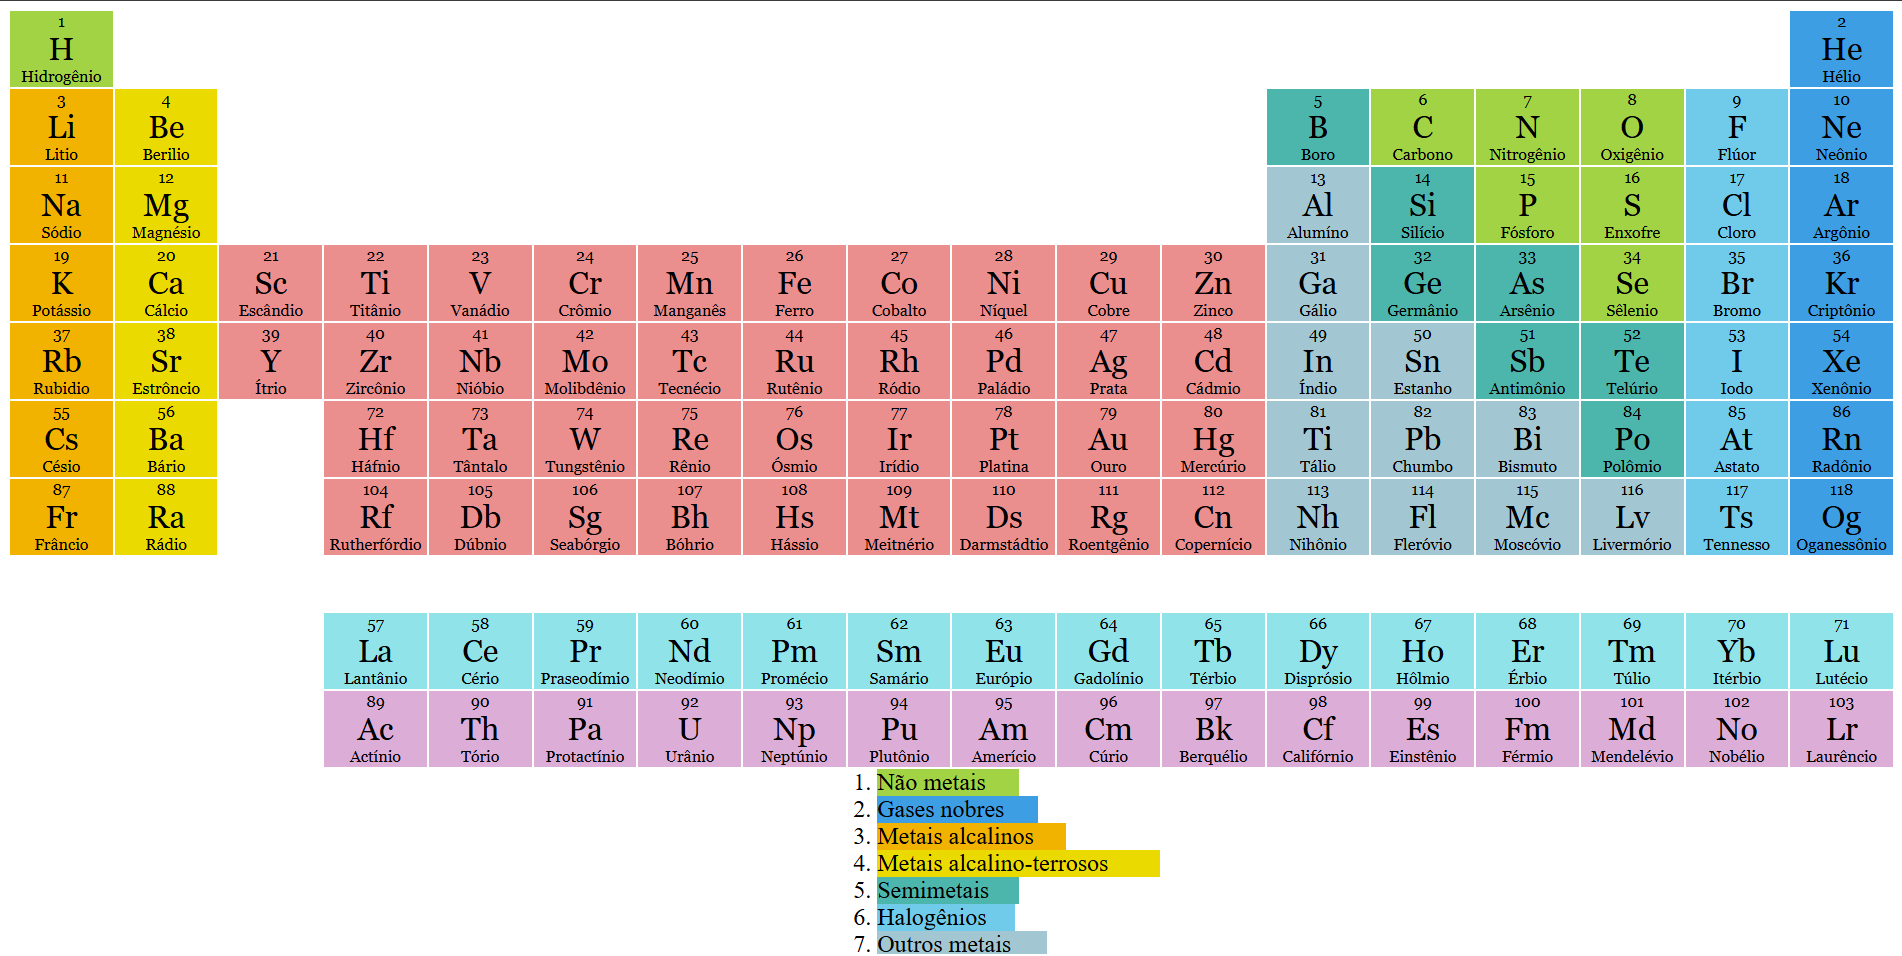 1 2
H He
Hidrogênio Hélio
3 4 5 6 7 8 9 10
Li Be B C N O F Ne
Litio Berilio Boro Carbono Nitrogênio Oxigênio Flúor Neônio
11 12 13 14 15 16 17 18
Na Mg Al Si P S Cl Ar
Sódio Magnésio Alumíno Silício Fósforo Enxofre Cloro Argônio
19 20 21 22 23 24 25 26 27 28 29 30 31 32 33 34 35 36
K Ca Sc Ti V Cr Mn Fe Co Ni Cu Zn Ga Ge As Se Br Kr
Potássio Cálcio Escândio Titânio Vanádio Crômio Manganês Ferro Cobalto Níquel Cobre Zinco Gálio Germânio Arsênio Sêlenio Bromo Criptônio
37 38 39 40 41 42 43 44 45 46 47 48 49 50 51 52 53 54
Rb Sr Y Zr Nb Mo Tc Ru Rh Pd Ag Cd In Sn Sb Te I Xe
Rubidio Estrôncio Ítrio Zircônio Nióbio Molibdênio Tecnécio Rutênio Ródio Paládio Prata Cádmio Índio Estanho Antimônio Telúrio Iodo Xenônio
55 56 72 73 74 75 76 77 78 79 80 81 82 83 84 85 86
Cs Ba Hf Ta W Re Os Ir Pt Au Hg Ti Pb Bi Po At Rn
Césio Bário Háfnio Tântalo Tungstênio Rênio Ósmio Irídio Platina Ouro Mercúrio Tálio Chumbo Bismuto Polômio Astato Radônio
87 88 104 105 106 107 108 109 110 111 112 113 114 115 116 117 118
Fr Ra Rf Db Sg Bh Hs Mt Ds Rg Cn Nh Fl Mc Lv Ts Og
Frâncio Rádio Rutherfórdio Dúbnio Seabórgio Bóhrio Hássio Meitnério Darmstádtio Roentgênio Copernício Nihônio Fleróvio Moscóvio Livermório Tennesso Oganessônio
57 58 59 60 61 62 63 64 65 66 67 68 69 70 71
La Ce Pr Nd Pm Sm Eu Gd Tb Dy Ho Er Tm Yb Lu
Lantânio Cério Praseodímio Neodímio Promécio Samário Európio Gadolínio Térbio Disprósio Hôlmio Érbio Túlio Itérbio Lutécio
89 90 91 92 93 94 95 96 97 98 99 100 101 102 103
Ac Th Pa U Np Pu Am Cm Bk Cf Es Fm Md No Lr
Actínio Tório Protactínio Urânio Neptúnio Plutônio Amerício Cúrio Berquélio Califórnio Einstênio Férmio Mendelévio Nobélio Laurêncio
1. Não metais
2. Gases nobres
3. Metais alcalinos
4. Metais alcalino-terrosos
5. Semimetais
6. Halogênios
7. Outros metais